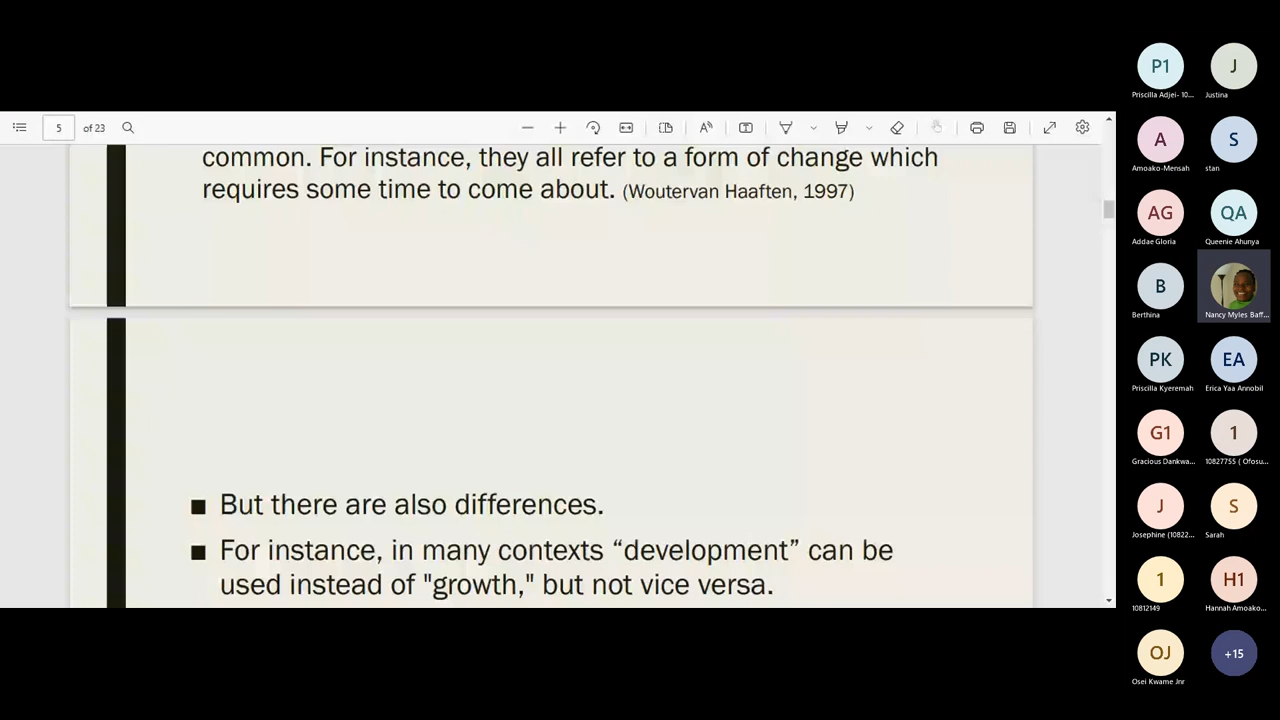 5 of 23
common. For instance, they all refer to a form of change which
requires some time to come about. (Woutervan Haaften, 1997)
■ But there are also differences.
■ For instance, in many contexts “development” can be
used instead of "growth," but not vice versa.
P1 J
Priscilla Adjei- 10... Justina
A S
Amoako-Mensah stan
AG QA
Addae Gloria Queenie Ahunya
B
Berthina Nancy Myles Baff...
PK EA
Priscilla Kyeremah Erica Yaa Annobil
G1 1
Gracious Dankwa... 10827755 ( Ofosu...
J S
Josephine (10822... Sarah
1 H1
10812149 Hannah Amoako...
OJ +15
Osei Kwame Jnr